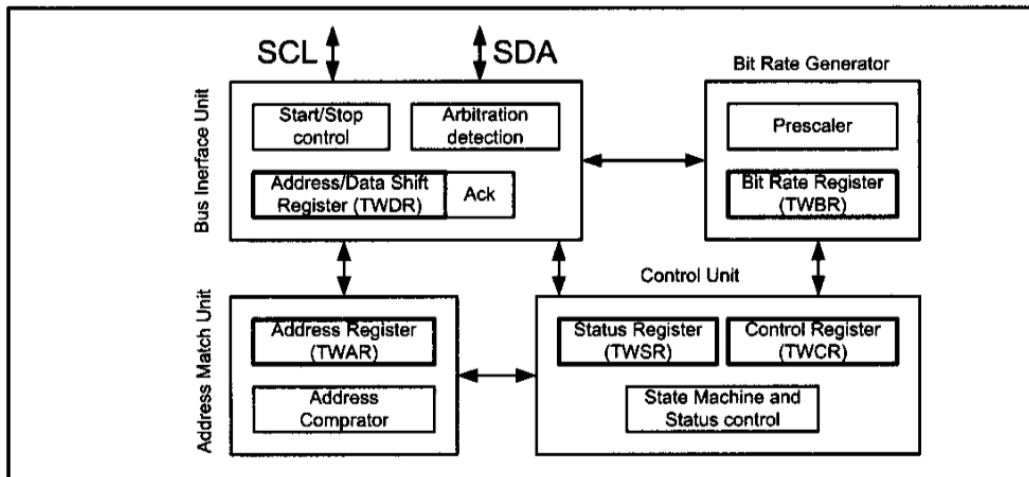 SCL
SDA
Bit Rate Generator
Bus Inerface Unit
Start/Stop
control
Arbitration
detection
Prescaler
Address/Data Shift
Register (TWDR)
Ack
Bit Rate Register
(TWBR)
Control Unit
Address Match Unit
Address Register
(TWAR)
Status Register
(TWSR)
Control Register
(TWCR)
Address
Comprator
State Machine and
Status control